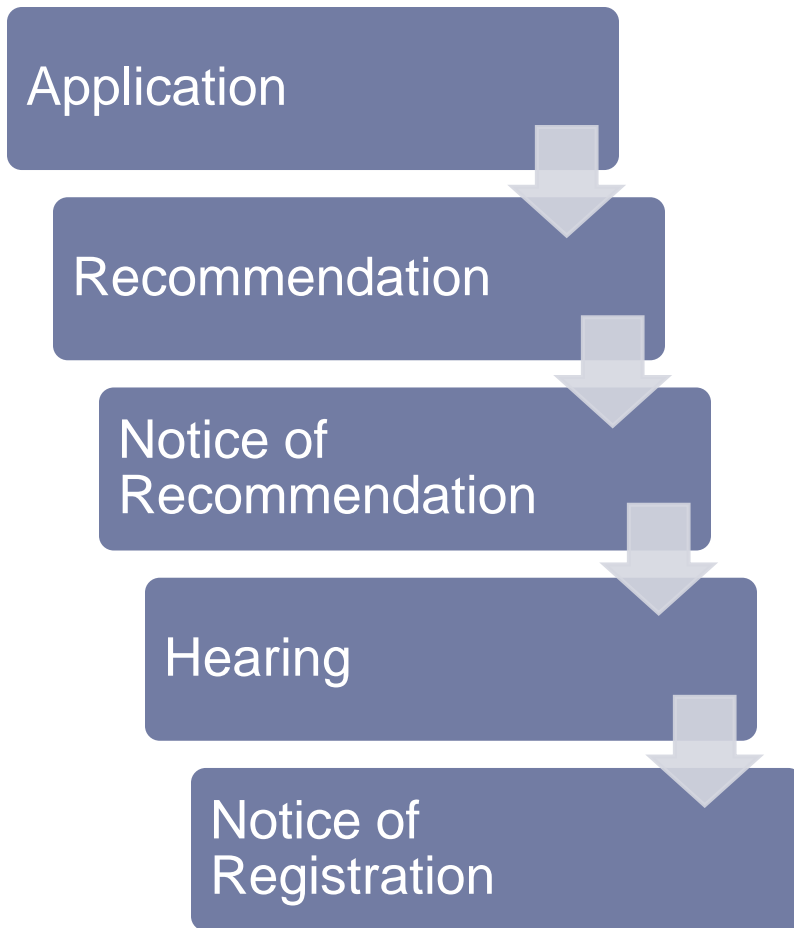 Application
Recommendation
Notice of
Recommendation
Hearing
Notice of
Registration